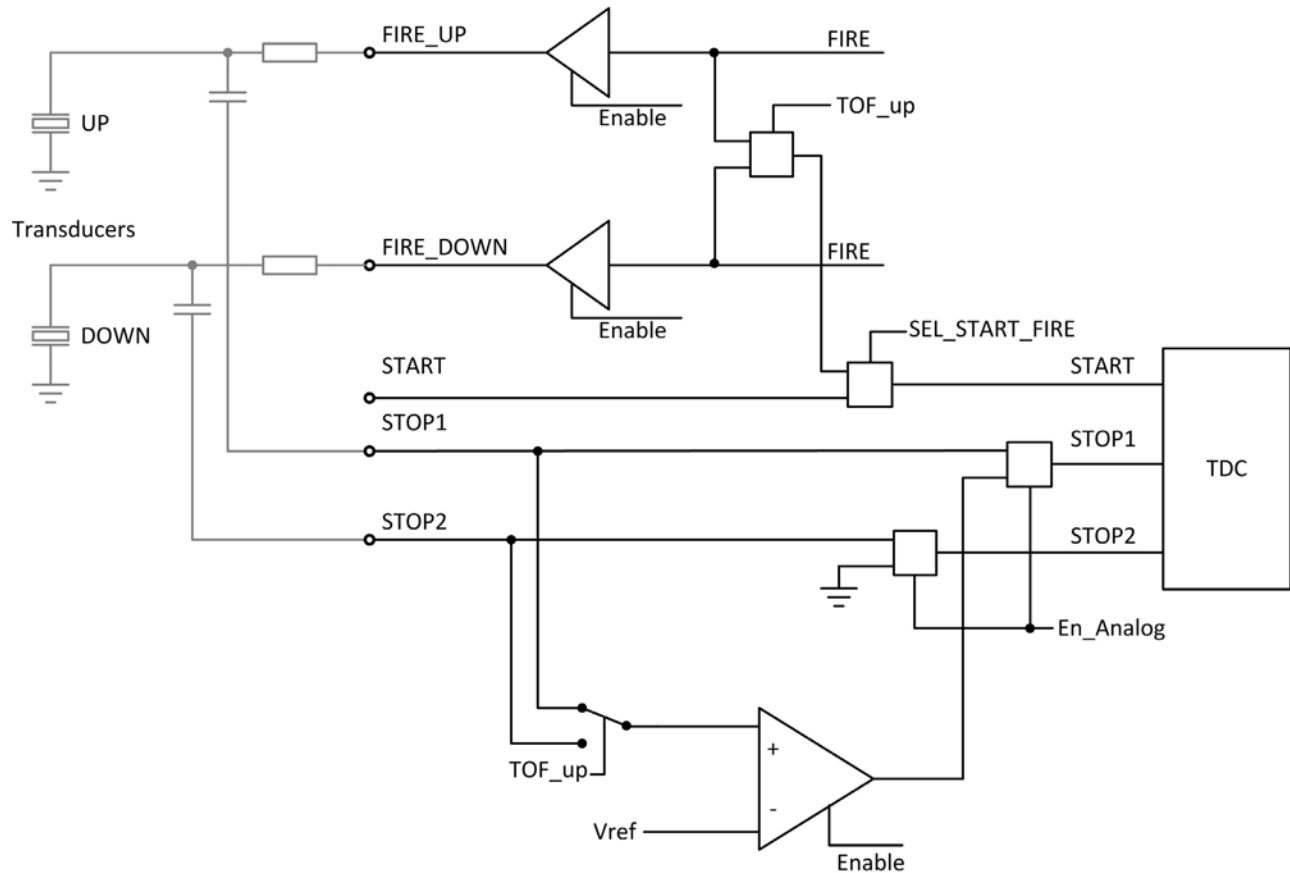 FIRE_UP
FIRE
Enable
TOF_up
UP
Transducers
FIRE_DOWN
FIRE
Enable
DOWN
SEL_START_FIRE
START
START
STOP1
STOP1
TDC
STOP2
STOP2
En_Analog
TOF_up
+
-
Vref
Enable